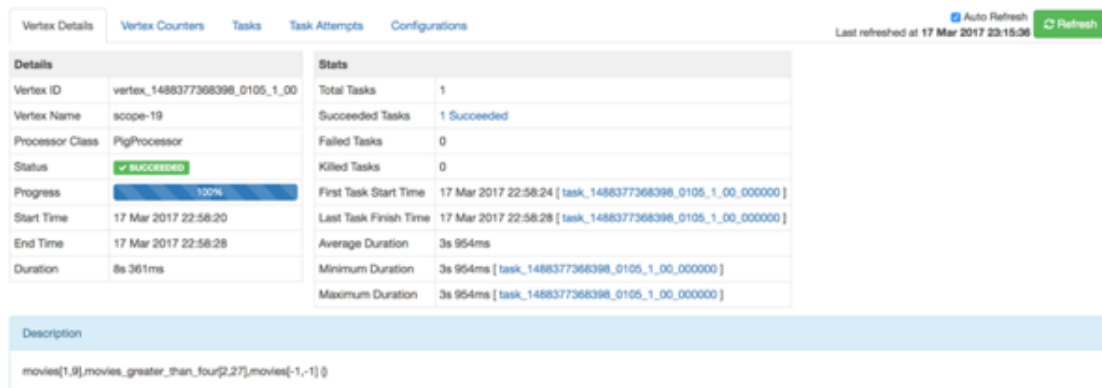 Vertex Details Vertex Counters Tasks Task Attempts Configurations
Auto Refresh
Last refreshed at 17 Mar 2017 23:15:36
Refresh
Details
Vertex ID vertex_1488377368398_0105_1_00
Vertex Name scope-19
Processor Class PigProcessor
Status SUCCEEDED
Progress 100%
Start Time 17 Mar 2017 22:58:20
End Time 17 Mar 2017 22:58:28
Duration 8s 361ms
Stats
Total Tasks 1
Succeeded Tasks 1 Succeeded
Failed Tasks 0
Killed Tasks 0
First Task Start Time 17 Mar 2017 22:58:24 [ task_1488377368398_0105_1_00_000000 ]
Last Task Finish Time 17 Mar 2017 22:58:28 [ task_1488377368398_0105_1_00_000000 ]
Average Duration 3s 954ms
Minimum Duration 3s 954ms [ task_1488377368398_0105_1_00_000000 ]
Maximum Duration 3s 954ms [ task_1488377368398_0105_1_00_000000 ]
Description
movies[1,9],movies_greater_than_four[2,27],movies[-1,-1] ()